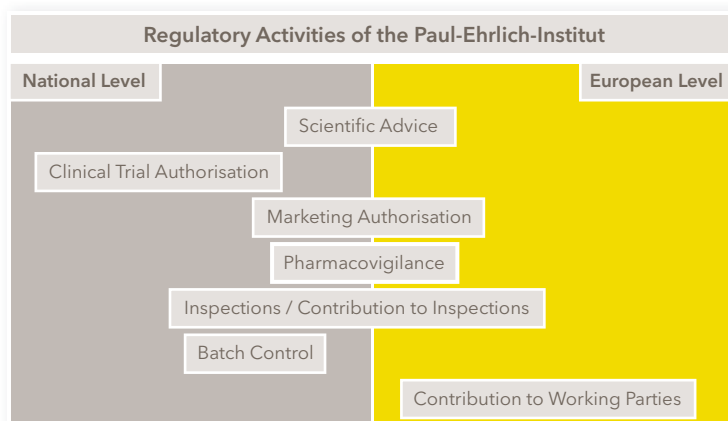 Regulatory Activities of the Paul-Ehrlich-Institut
National Level
European Level
Scientific Advice
Clinical Trial Authorisation
Marketing Authorisation
Pharmacovigilance
Inspections / Contribution to Inspections
Batch Control
Contribution to Working Parties